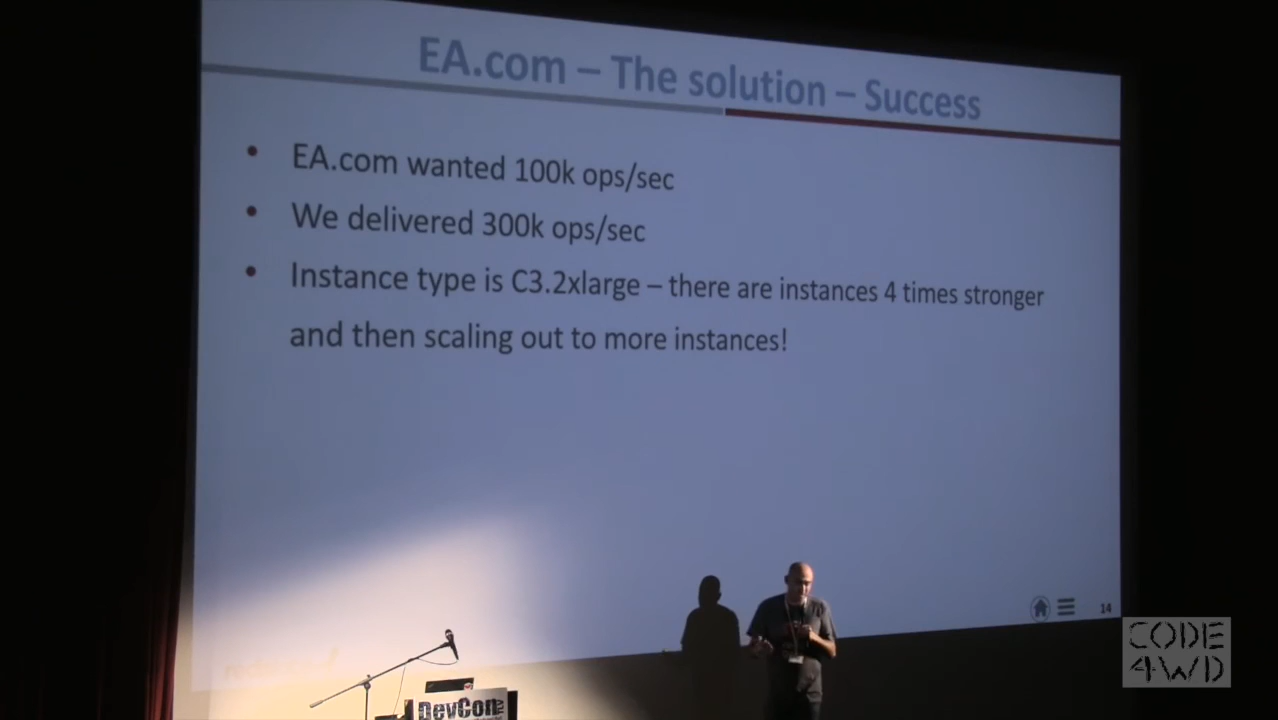 EA.com – The solution – Success
• EA.com wanted 100k ops/sec
• We delivered 300k ops/sec
• Instance type is C3.2xlarge – there are instances 4 times stronger
and then scaling out to more instances!
14
CODE
4WD
DevCon